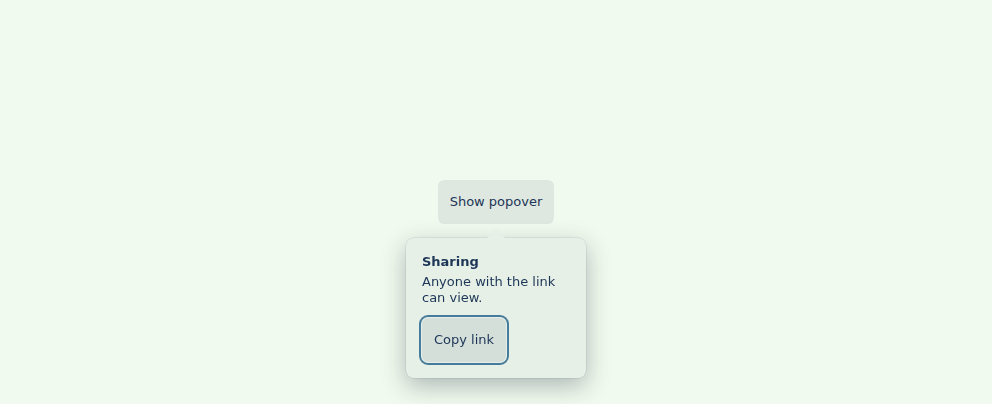 Show popover
Sharing
Anyone with the link
can view.
Copy link